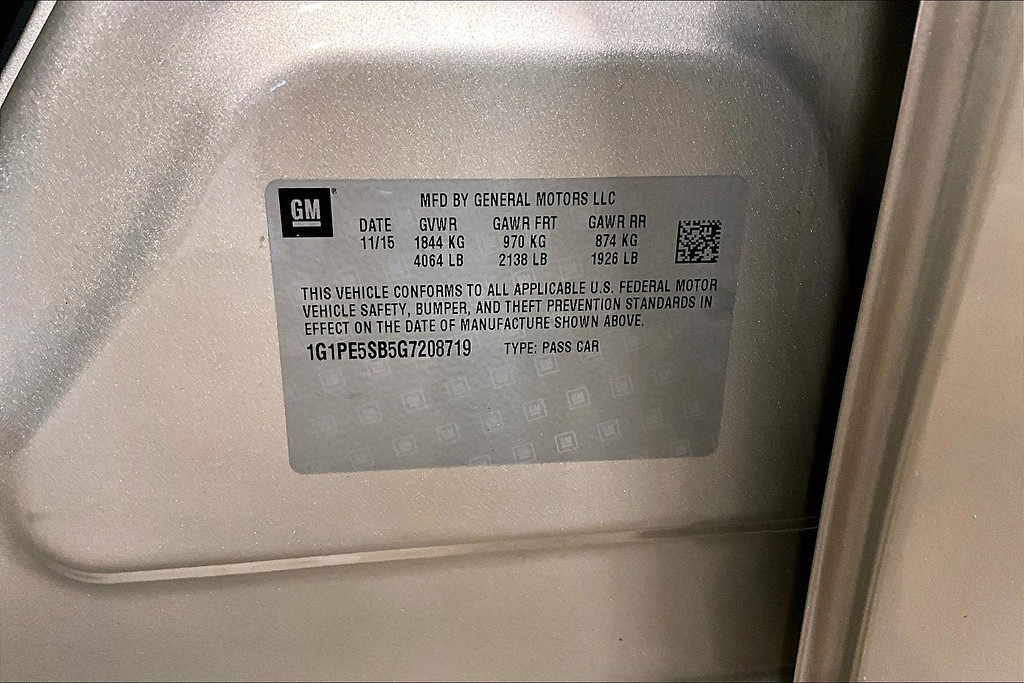 GM®
MFD BY GENERAL MOTORS LLC
DATE GVWR GAWR FRT GAWR RR
11/15 1844 KG 970 KG 874 KG
4064 LB 2138 LB 1926 LB
THIS VEHICLE CONFORMS TO ALL APPLICABLE U.S. FEDERAL MOTOR
VEHICLE SAFETY, BUMPER, AND THEFT PREVENTION STANDARDS IN
EFFECT ON THE DATE OF MANUFACTURE SHOWN ABOVE.
1G1PE5SB5G7208719 TYPE: PASS CAR